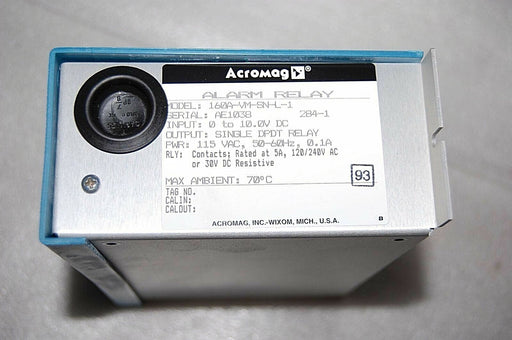 Acromag®
ALARM RELAY
MODEL: 160A-VM-SN-L-1
SERIAL: AE1038 284-1
INPUT: 0 to 10.0V DC
OUTPUT: SINGLE DPDT RELAY
PWR: 115 VAC, 50-60Hz, 0.1A
RLY: Contacts: Rated at 5A, 120/240V AC
or 30V DC Resistive
MAX AMBIENT: 70°C
93
TAG NO.
CALIN:
CALOUT:
ACROMAG, INC.-WIXOM, MICH., U.S.A.
B